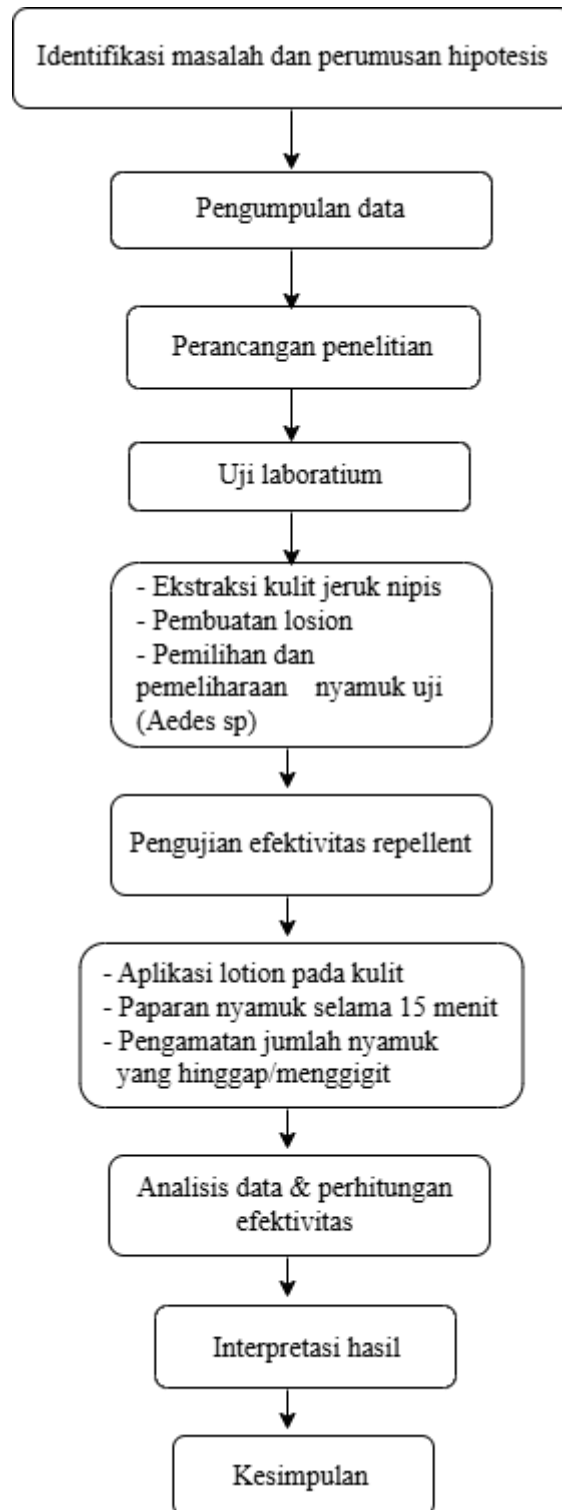 Identifikasi masalah dan perumusan hipotesis
Pengumpulan data
Perancangan penelitian
Uji laboratium
- Ekstraksi kulit jeruk nipis
- Pembuatan losion
- Pemilihan dan
pemeliharaan nyamuk uji
(Aedes sp)
Pengujian efektivitas repellent
- Aplikasi lotion pada kulit
- Paparan nyamuk selama 15 menit
- Pengamatan jumlah nyamuk
yang hinggap/menggigit
Analisis data & perhitungan
efektivitas
Interpretasi hasil
Kesimpulan